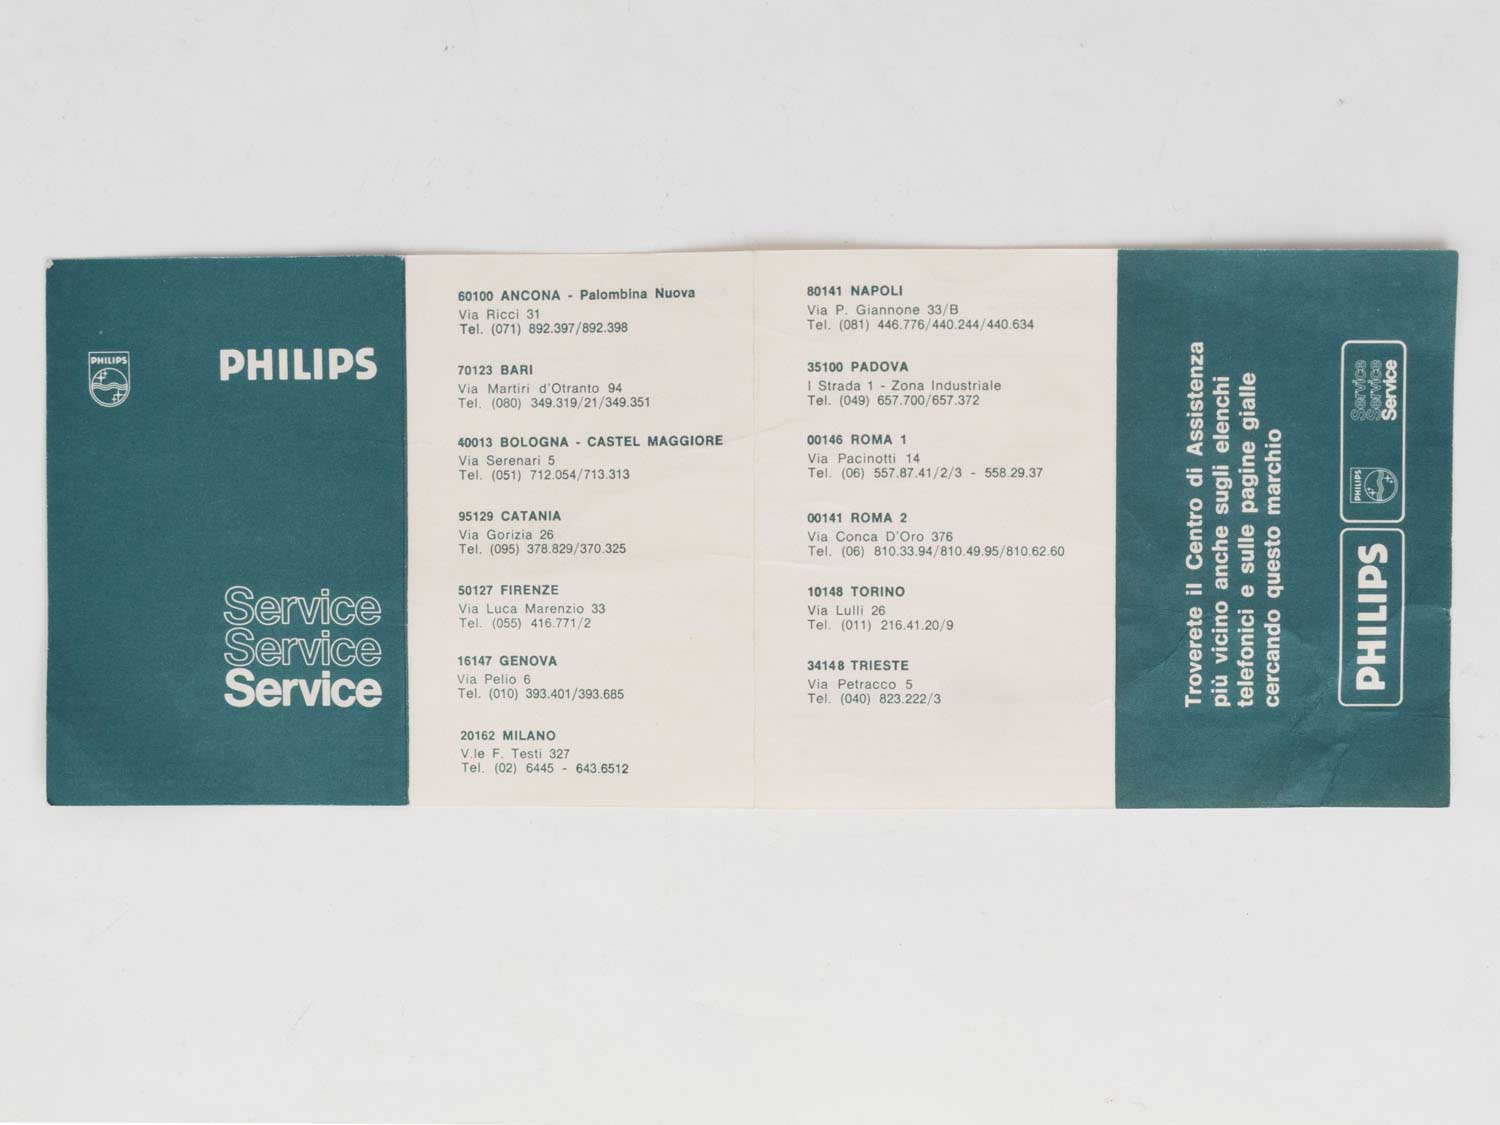 PHILIPS
PHILIPS
Service
Service
Service
60100 ANCONA - Palombina Nuova
Via Ricci 31
Tel. (071) 892.397/892.398
70123 BARI
Via Martiri d'Otranto 94
Tel. (080) 349.319/21/349.351
40013 BOLOGNA - CASTEL MAGGIORE
Via Serenari 5
Tel. (051) 712.054/713.313
95129 CATANIA
Via Gorizia 26
Tel. (095) 378.829/370.325
50127 FIRENZE
Via Luca Marenzio 33
Tel. (055) 416.771/2
16147 GENOVA
Via Pelio 6
Tel. (010) 393.401/393.685
20162 MILANO
V.le F. Testi 327
Tel. (02) 6445 - 643.6512
80141 NAPOLI
Via P. Giannone 33/B
Tel. (081) 446.776/440.244/440.634
35100 PADOVA
I Strada 1 - Zona Industriale
Tel. (049) 657.700/657.372
00146 ROMA 1
Via Pacinotti 14
Tel. (06) 557.87.41/2/3 - 558.29.37
00141 ROMA 2
Via Conca D'Oro 376
Tel. (06) 810.33.94/810.49.95/810.62.60
10148 TORINO
Via Lulli 26
Tel. (011) 216.41.20/9
34148 TRIESTE
Via Petracco 5
Tel. (040) 823.222/3
Troverete il Centro di Assistenza
più vicino anche sugli elenchi
telefonici e sulle pagine gialle
cercando questo marchio
PHILIPS
PHILIPS
Service
Service
Service